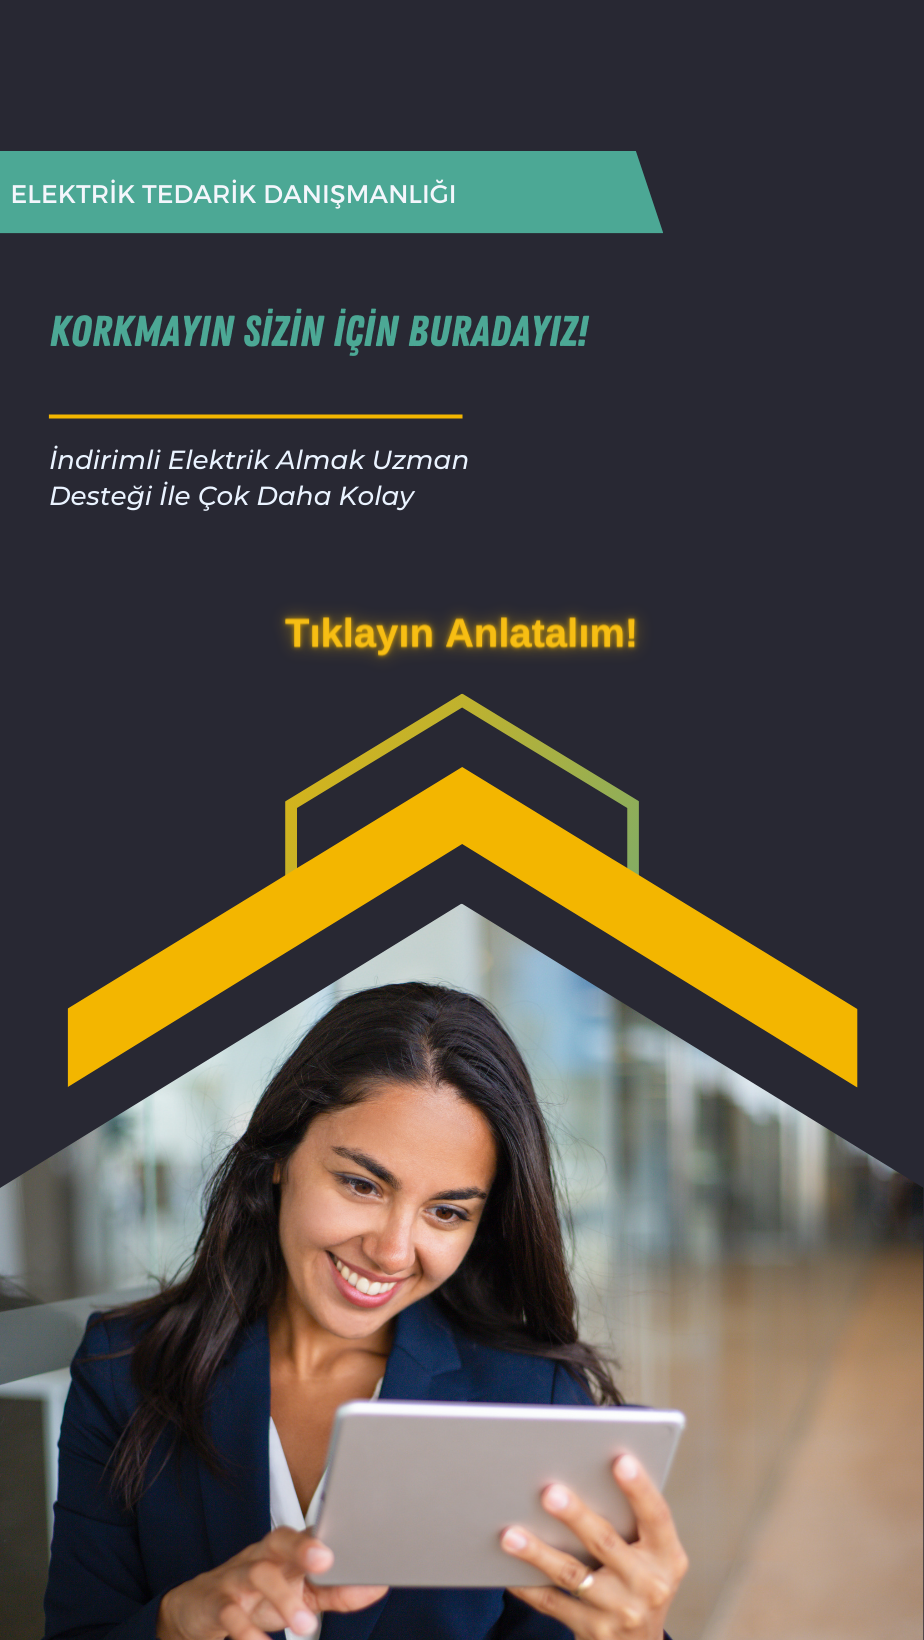 ELEKTRİK TEDARİK DANIŞMANLIĞI
KORKMAYIN SİZİN İÇİN BURADAYIZ!
İndirimli Elektrik Almak Uzman
Desteği İle Çok Daha Kolay
Tıklayın Anlatalım!